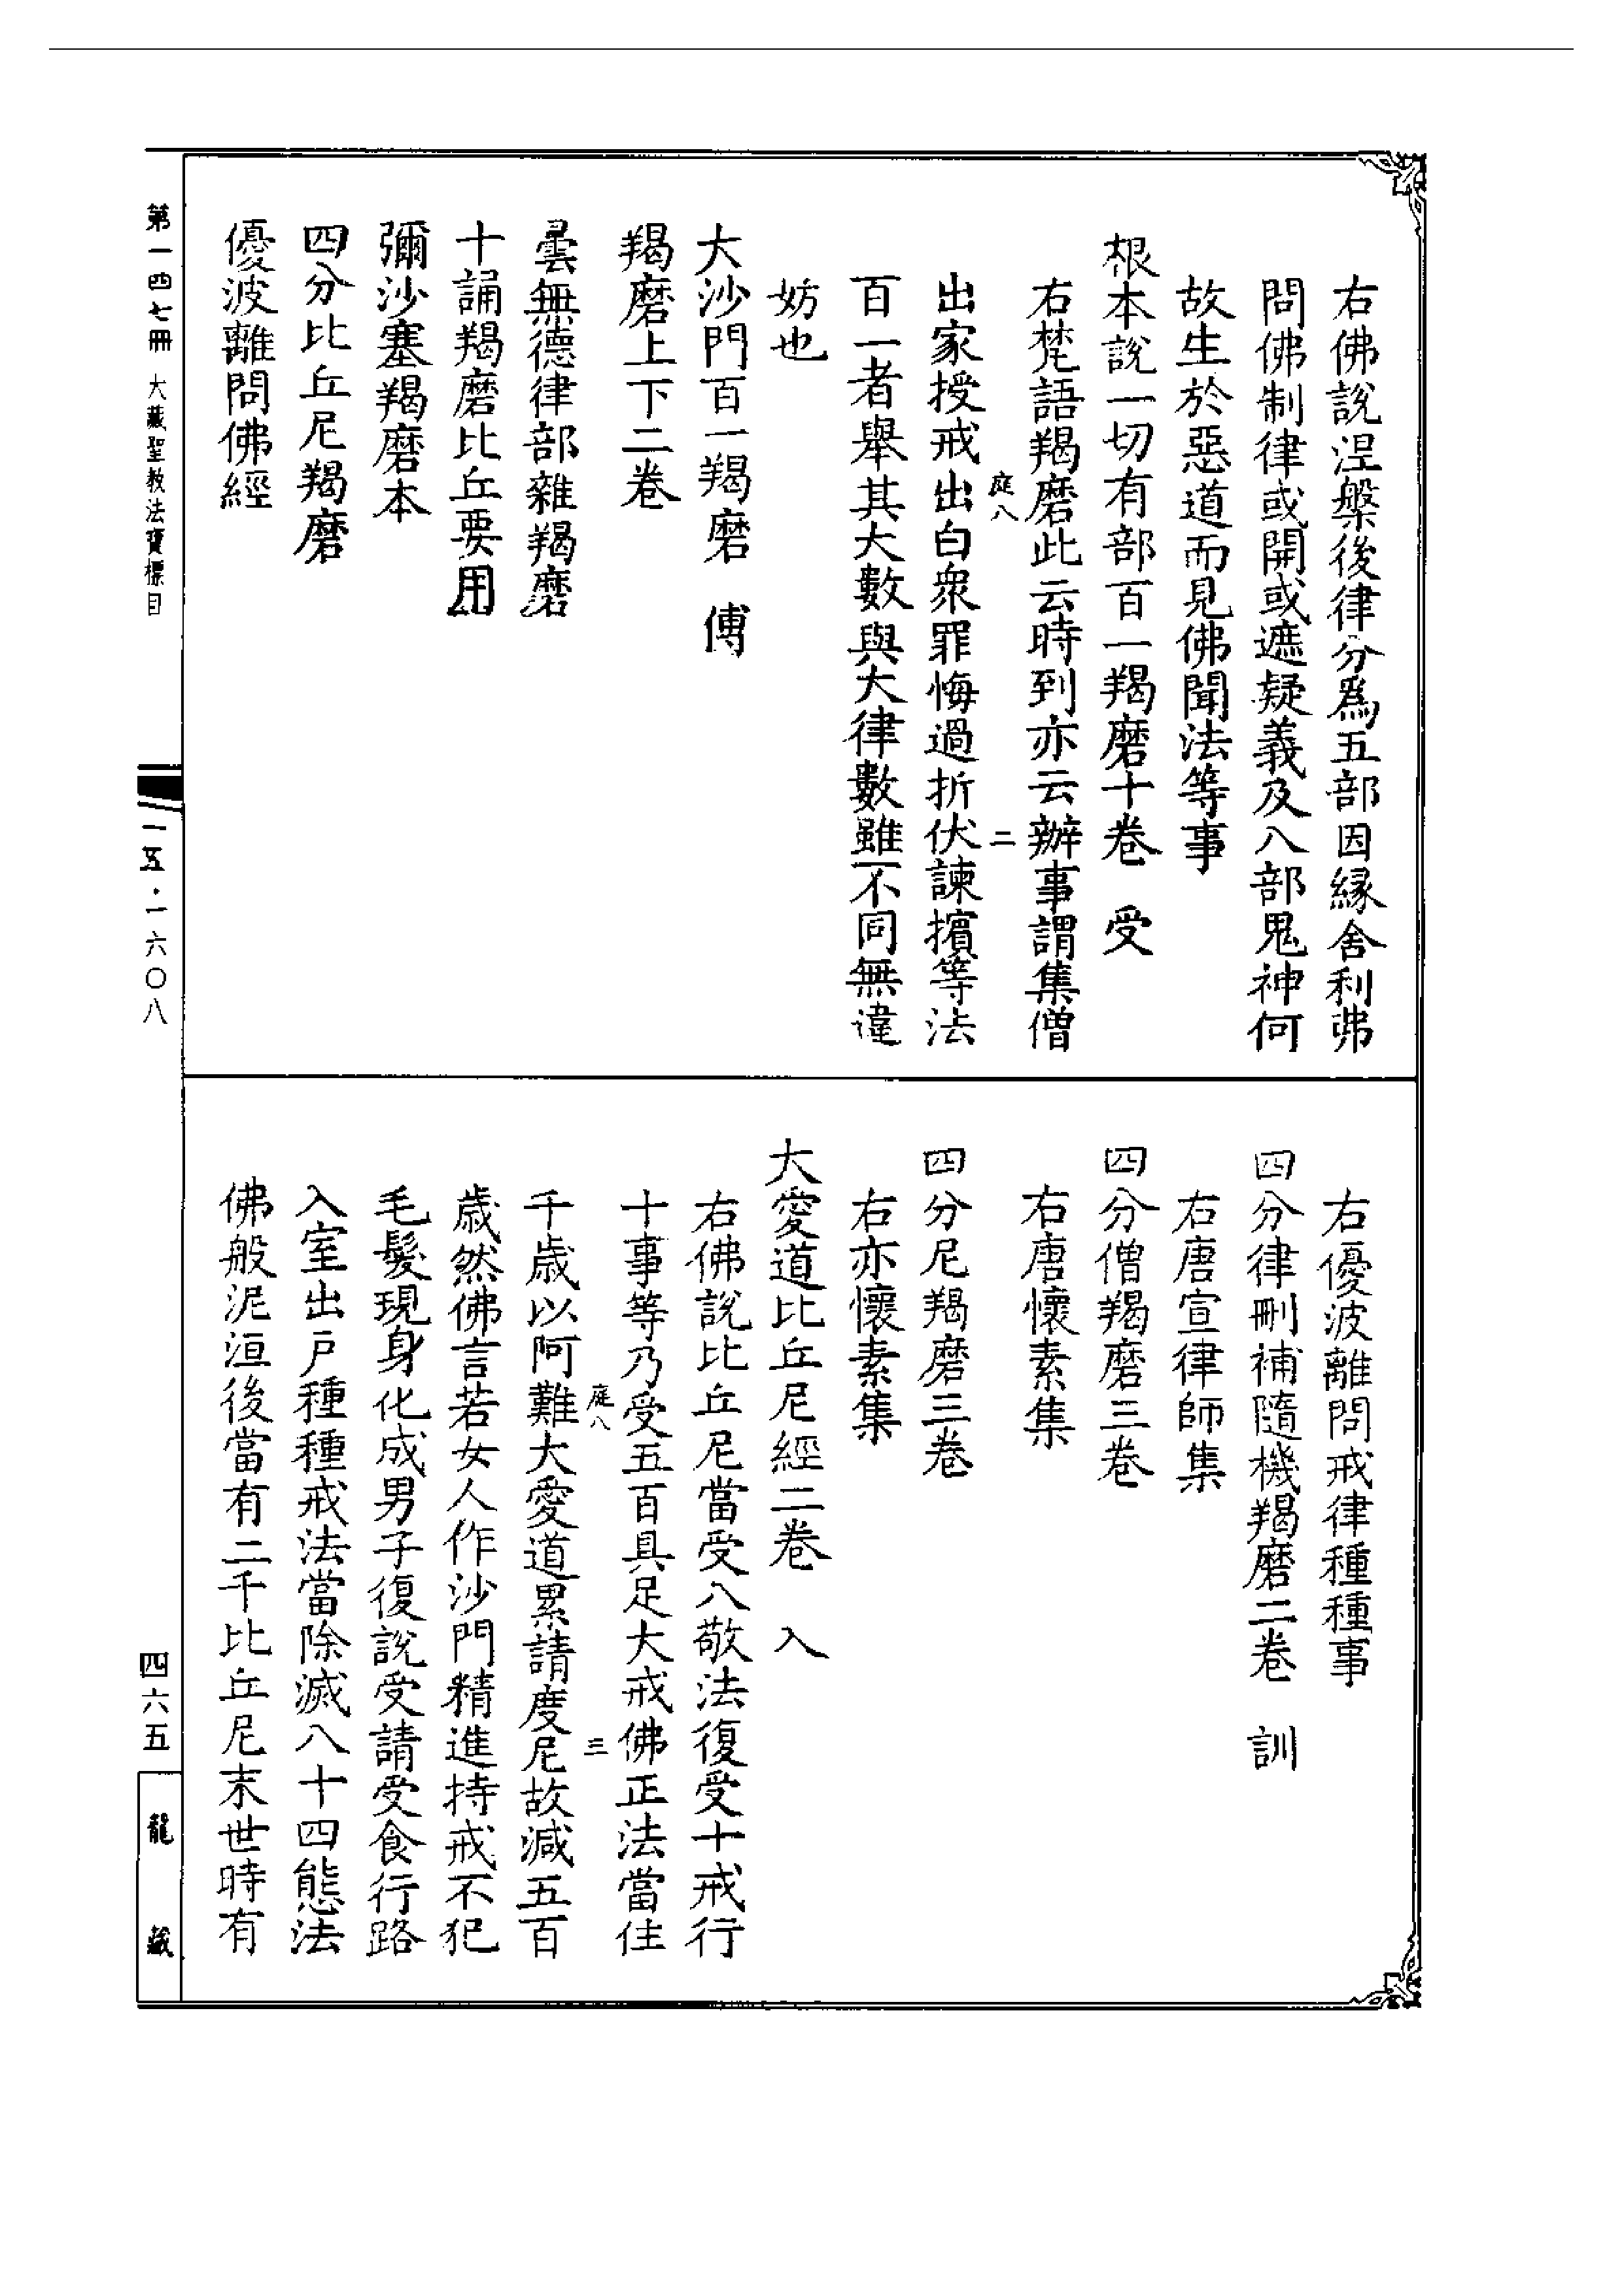 右佛說涅槃後律分爲五部因縁舍利弗
問佛制律或開或遮疑義及八部鬼神何
故生於惡道而見佛聞法等事
根本說一切有部百一羯磨十卷　受
右梵語羯磨此云時到亦云辦事謂集僧
庭八　二
出家授戒出白衆罪悔過折伏諫擯等法
百一者舉其大數與大律數雖不同無違
妨也
大沙門百一羯磨　傅
羯磨上下二卷
曇無德律部雜羯磨
十誦羯磨比丘要用
彌沙塞羯磨本
四分比丘尼羯磨
優波離問佛經
右優波離問戒律種種事
四分律刪補隨機羯磨二卷　訓
右唐宣律師集
四分僧羯磨三卷
右唐懷素集
四分尼羯磨三卷
右亦懷素集
大愛道比丘尼經二卷　入
右佛說比丘尼當受八敬法復受十戒行
十事等乃受五百具足大戒佛正法當住
庭八　三
千歲以阿難大愛道累請度尼故減五百
歲然佛言若女人作沙門精進持戒不犯
毛髮現身化成男子復說受請受食行路
入室出戶種種戒法當除滅八十四態法
佛般泥洹後當有二千比丘尼末世時有
第一四七冊　大藏聖教法寶標目
一五·一六〇八
四六五
龍藏